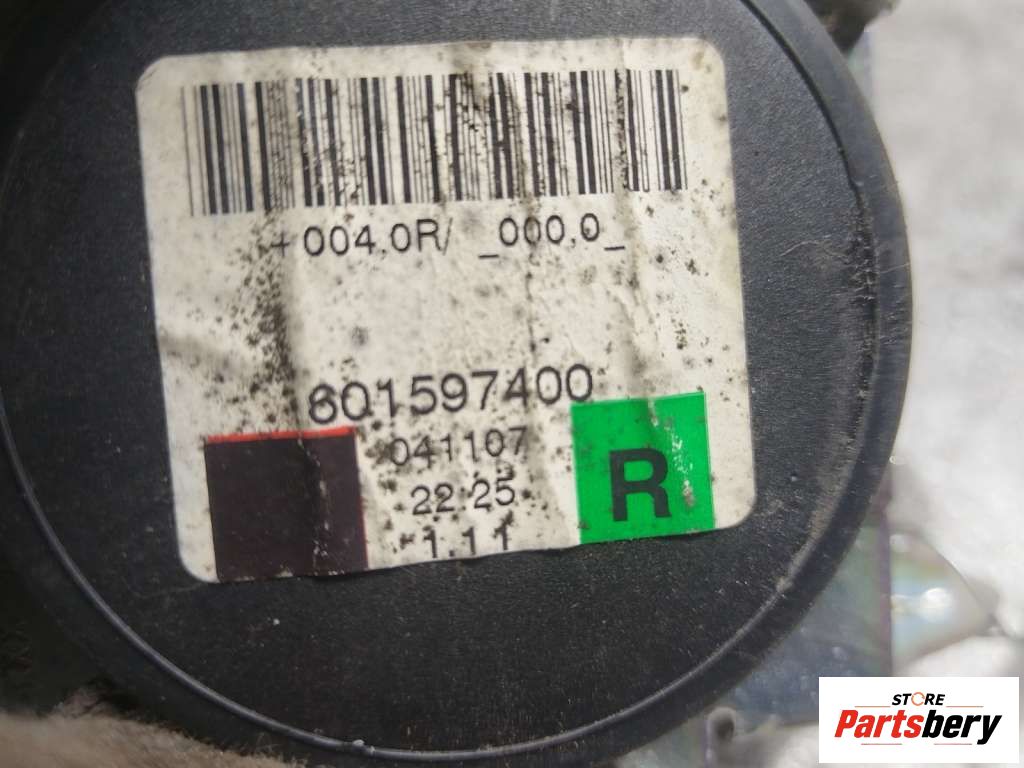 +004,0R/ _000,0_
601597400
041107
22:25
1.11
R
STORE
Partsbery